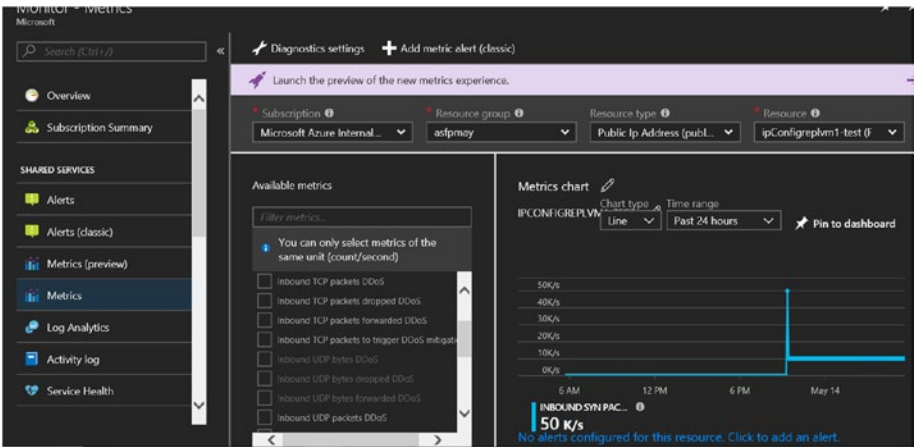 Monitor - Metrics
Microsoft
Search (Ctrl+/)
Overview
Subscription Summary
SHARED SERVICES
Alerts
Alerts (classic)
Metrics (preview)
Metrics
Log Analytics
Activity log
Service Health
Diagnostics settings
Add metric alert (classic)
Launch the preview of the new metrics experience.
* Subscription
* Resource group
Resource type
* Resource
Microsoft Azure Internal...
asfpmay
Public Ip Address (publ...
ipConfigreplvm1-test (F
Available metrics
Filter metrics...
You can only select metrics of the
same unit (count/second)
Inbound TCP packets DDoS
Inbound TCP packets dropped DDoS
Inbound TCP packets forwarded DDoS
Inbound TCP packets to trigger DDoS mitigati
Inbound UDP bytes DDoS
Inbound UDP bytes dropped DDoS
Inbound UDP bytes forwarded DDoS
Inbound UDP packets DDoS
Metrics chart
Chart type
Time range
IPCONFIGREPLVM
Line
Past 24 hours
Pin to dashboard
50K/s
40K/s
30K/s
20K/s
10K/s
0K/s
6 AM
12 PM
6 PM
May 14
INBOUND SYN PAC...
50 K/s
No alerts configured for this resource. Click to add an alert.